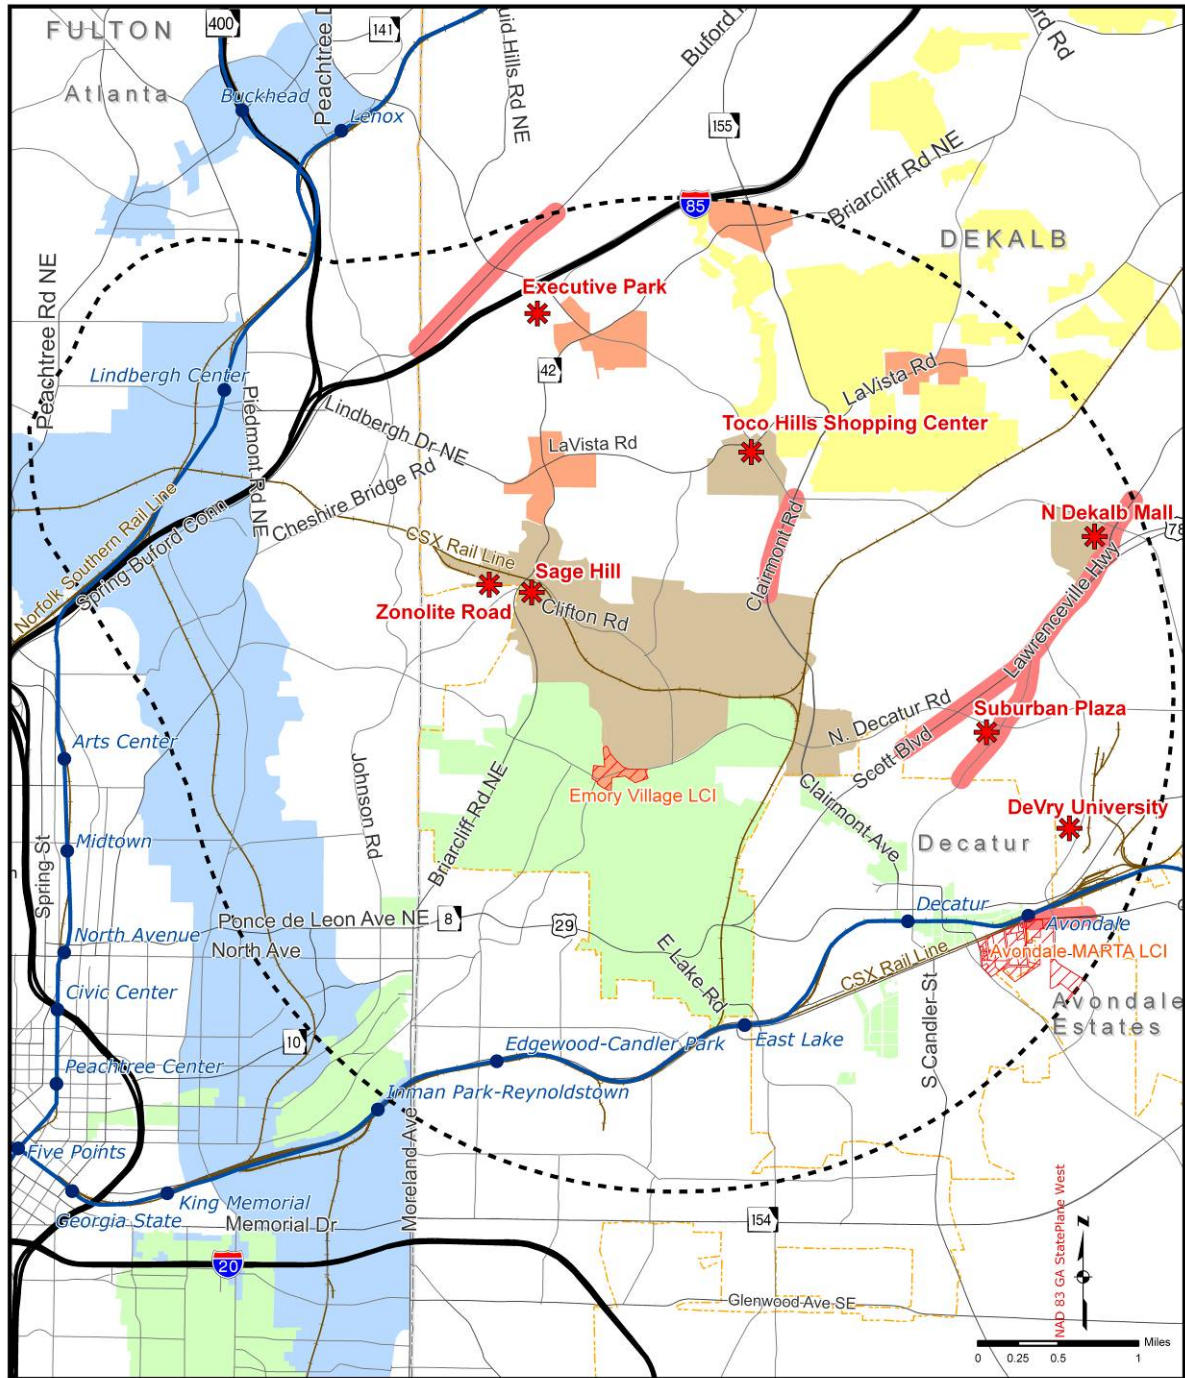 FULTON
400
Peachtree D
141
uid Hills Rd NE
Buford
ord Rd
Atlanta
Buckhead
Lenox
155
Briarcliff Rd NE
85
DEKALB
Peachtree Rd NE
Executive Park
42
Lindbergh Center
LaVista Rd
Piedmont Rd NE
Lindbergh Dr NE
LaVista Rd
Toco Hills Shopping Center
Cheshire Bridge Rd
Norfolk Southern Rail Line
Spring Buford Conn
CSX Rail Line
Clairmont Rd
N Dekalb Mall
78
Sage Hill
Zonolite Road
Clifton Rd
Lawrenceville Hwy
N. Decatur Rd
Suburban Plaza
Scott Blvd
Arts Center
Johnson Rd
Briarcliff Rd NE
Emory Village LCI
Clairmont Ave
DeVry University
Midtown
Decatur
Spring St
Ponce de Leon Ave NE
8
29
Decatur
Avondale
North Avenue
North Ave
E Lake Rd
CSX Rail Line
Avondale MARTA LCI
Civic Center
S Candler St
Avondale
Estates
10
Edgewood-Candler Park
East Lake
Peachtree Center
Inman Park-Reynoldstown
Five Points
Moreland Ave
King Memorial
Georgia State
Memorial Dr
154
NAD 83 GA StatePlane West
N
20
Glenwood Ave SE
Miles
0 0.25 0.5 1